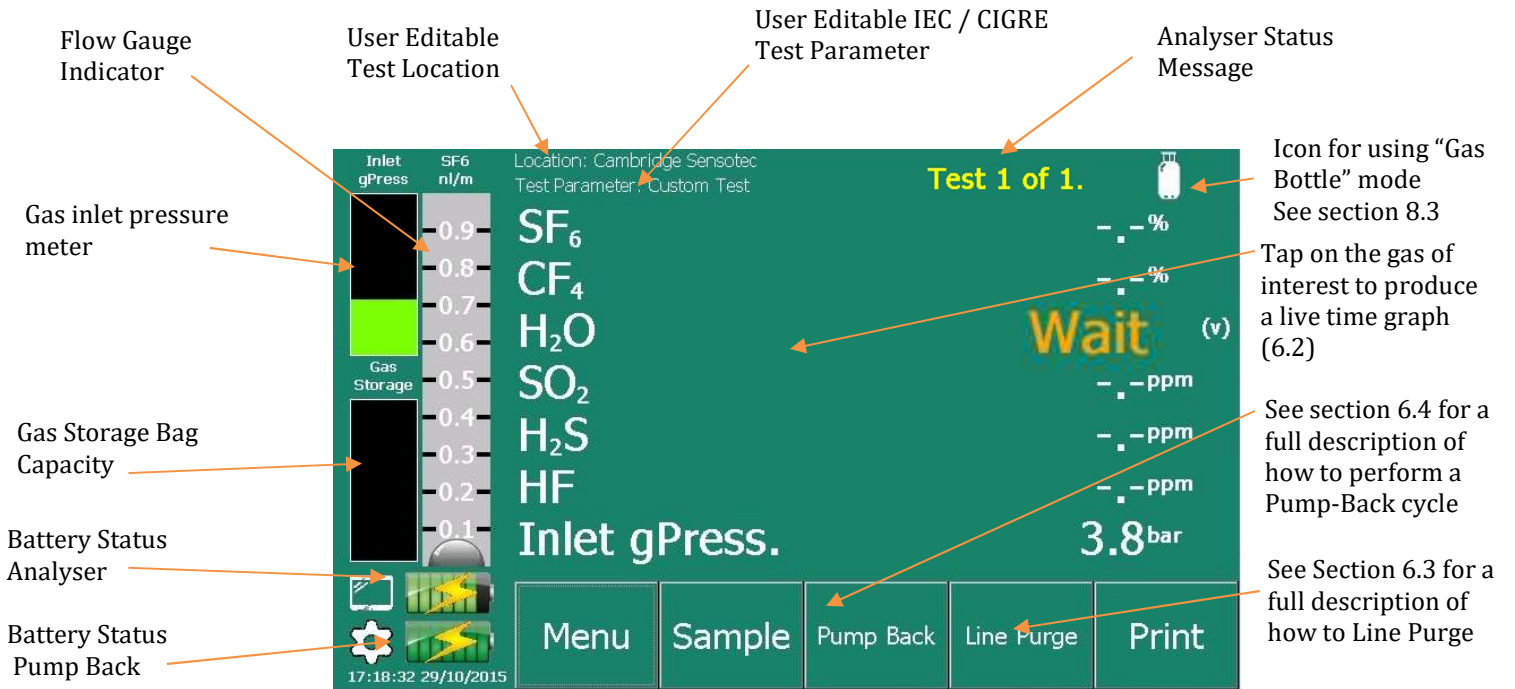 Flow Gauge
Indicator
User Editable
Test Location
User Editable IEC / CIGRE
Test Parameter
Analyser Status
Message
Gas inlet pressure
meter
Gas Storage Bag
Capacity
Battery Status
Analyser
Battery Status
Pump Back
Inlet
gPress
SF6
nl/m
0.9
0.8
0.7
0.6
0.5
0.4
0.3
0.2
0.1
Gas
Storage
17:18:32 29/10/2015
Location: Cambridge Sensotec
Test Parameter: Custom Test
Test 1 of 1.
SF₆ -.-%
CF₄ -.-%
H₂O Wait (v)
SO₂ -.-ppm
H₂S -.-ppm
HF -.-ppm
Inlet gPress. 3.8 bar
Menu Sample Pump Back Line Purge Print
Icon for using “Gas
Bottle” mode
See section 8.3
Tap on the gas of
interest to produce
a live time graph
(6.2)
See section 6.4 for a
full description of
how to perform a
Pump-Back cycle
See Section 6.3 for a
full description of
how to Line Purge